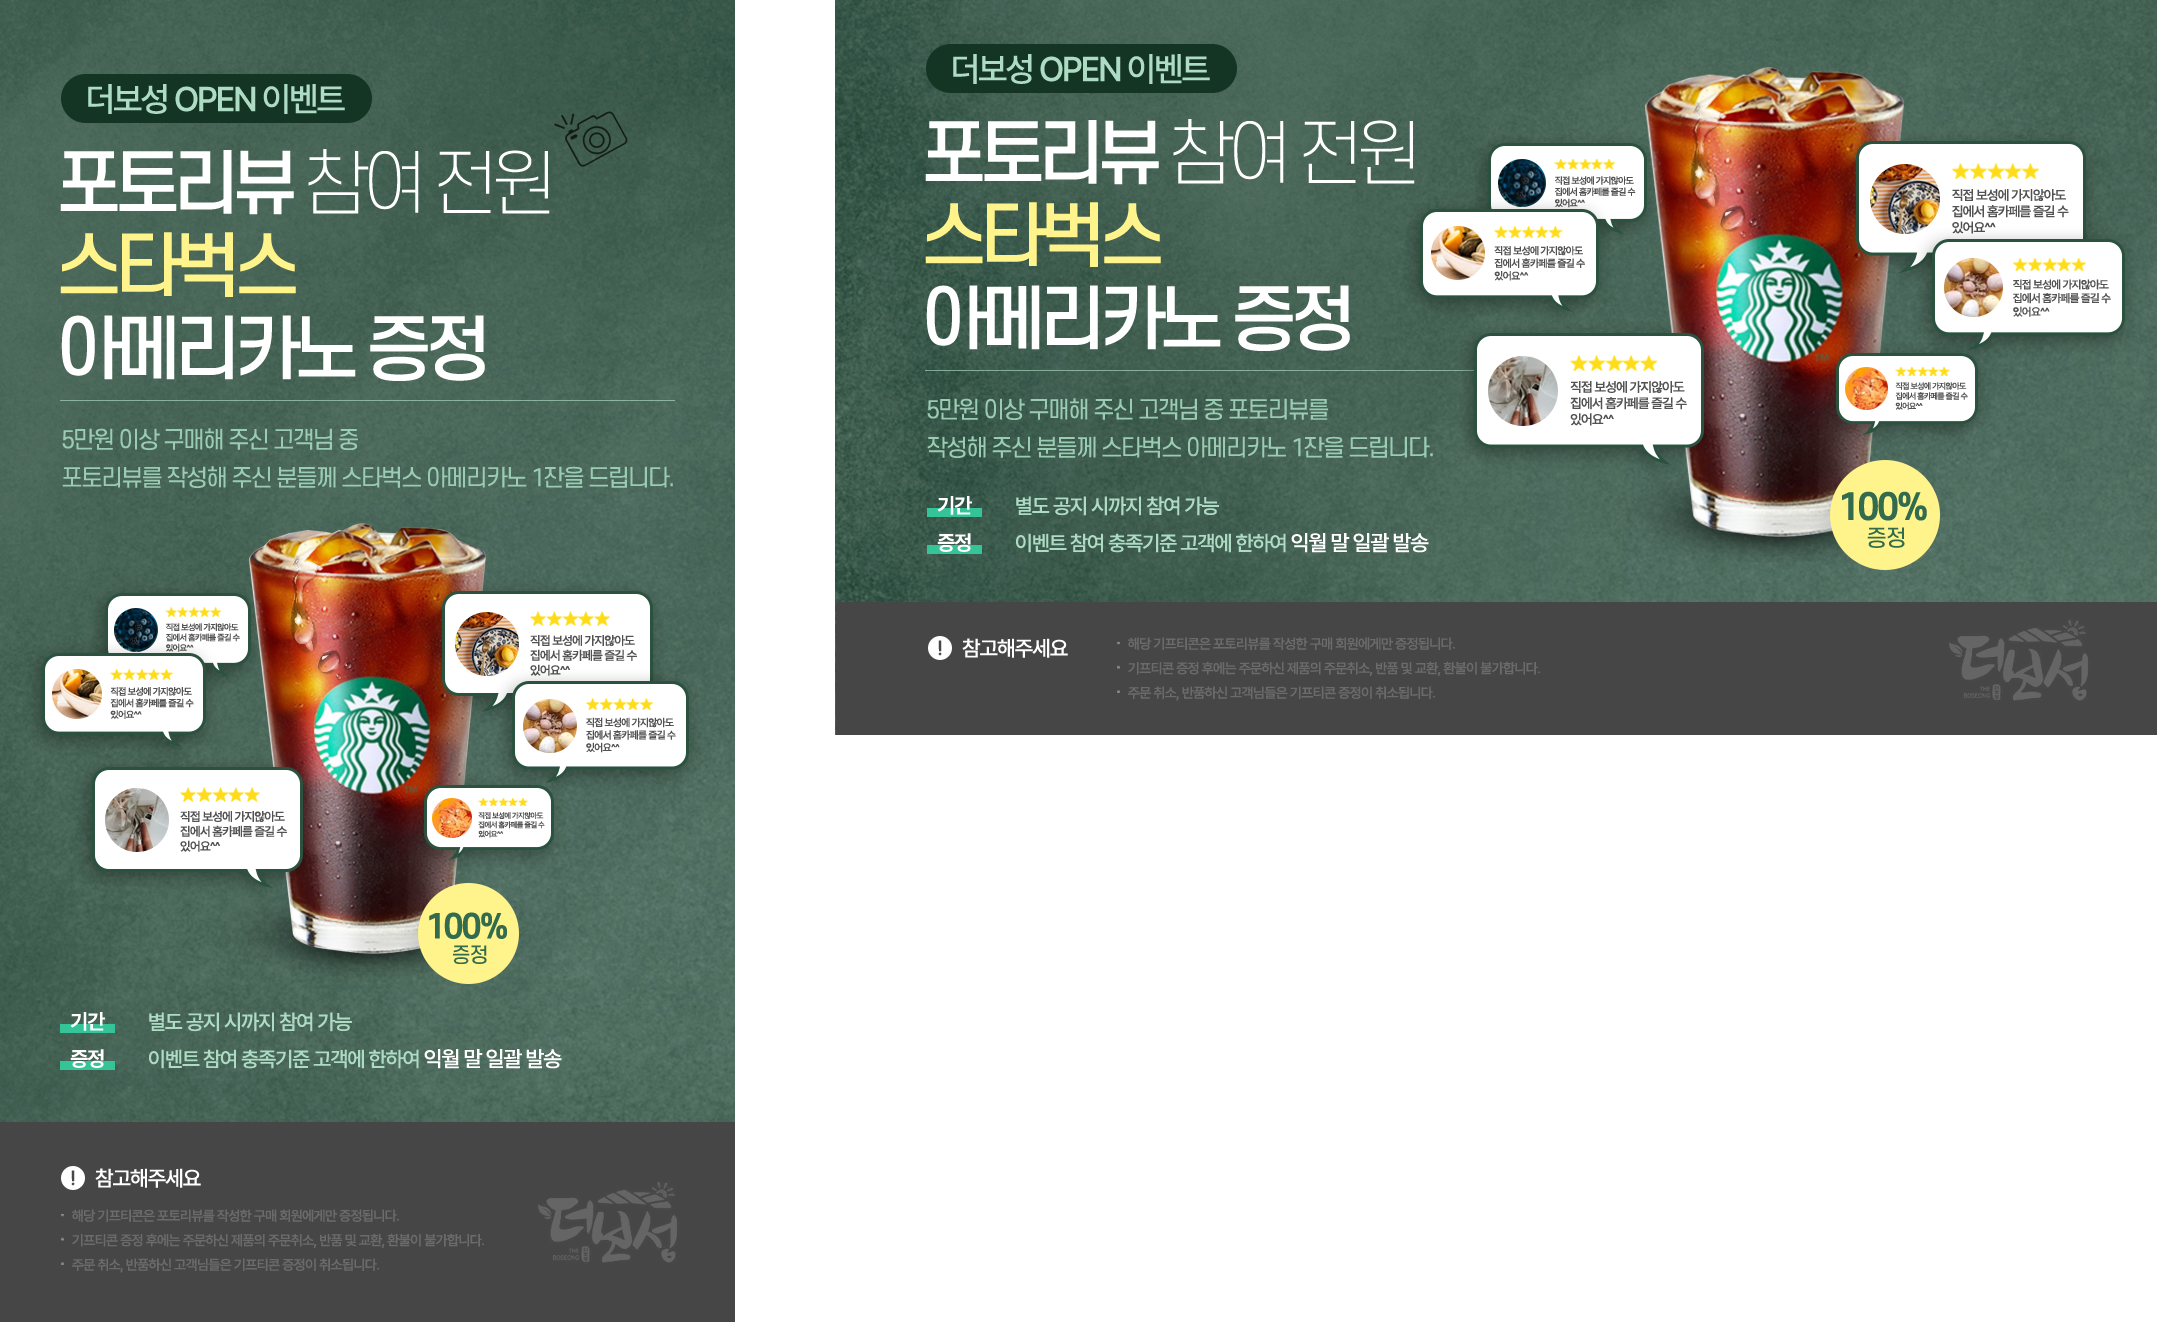 더보성 OPEN 이벤트
포토리뷰 참여 전원
스타벅스
아메리카노 증정
5만원 이상 구매해 주신 고객님 중
포토리뷰를 작성해 주신 분들께 스타벅스 아메리카노 1잔을 드립니다.
★★★★★
직접 보성에 가지않아도
집에서 홈카페를 즐길 수
있어요^^
★★★★★
직접 보성에 가지않아도
집에서 홈카페를 즐길 수
있어요^^
★★★★★
직접 보성에 가지않아도
집에서 홈카페를 즐길 수
있어요^^
★★★★★
직접 보성에 가지않아도
집에서 홈카페를 즐길 수
있어요^^
★★★★★
직접 보성에 가지않아도
집에서 홈카페를 즐길 수
있어요^^
★★★★★
직접 보성에 가지않아도
집에서 홈카페를 즐길 수
있어요^^
TM
100%
증정
기간 별도 공지 시까지 참여 가능
증정 이벤트 참여 충족기준 고객에 한하여 익월 말 일괄 발송
! 참고해주세요
· 해당 기프티콘은 포토리뷰를 작성한 구매 회원에게만 증정됩니다.
· 기프티콘 증정 후에는 주문하신 제품의 주문취소, 반품 및 교환, 환불이 불가합니다.
· 주문 취소, 반품하신 고객님들은 기프티콘 증정이 취소됩니다.
더보성
THE
BOSEONG
더보성 OPEN 이벤트
포토리뷰 참여 전원
스타벅스
아메리카노 증정
5만원 이상 구매해 주신 고객님 중 포토리뷰를
작성해 주신 분들께 스타벅스 아메리카노 1잔을 드립니다.
기간 별도 공지 시까지 참여 가능
증정 이벤트 참여 충족기준 고객에 한하여 익월 말 일괄 발송
★★★★★
직접 보성에 가지않아도
집에서 홈카페를 즐길 수
있어요^^
★★★★★
직접 보성에 가지않아도
집에서 홈카페를 즐길 수
있어요^^
★★★★★
직접 보성에 가지않아도
집에서 홈카페를 즐길 수
있어요^^
★★★★★
직접 보성에 가지않아도
집에서 홈카페를 즐길 수
있어요^^
★★★★★
직접 보성에 가지않아도
집에서 홈카페를 즐길 수
있어요^^
★★★★★
직접 보성에 가지않아도
집에서 홈카페를 즐길 수
있어요^^
TM
100%
증정
! 참고해주세요
· 해당 기프티콘은 포토리뷰를 작성한 구매 회원에게만 증정됩니다.
· 기프티콘 증정 후에는 주문하신 제품의 주문취소, 반품 및 교환, 환불이 불가합니다.
· 주문 취소, 반품하신 고객님들은 기프티콘 증정이 취소됩니다.
더보성
THE
BOSEONG